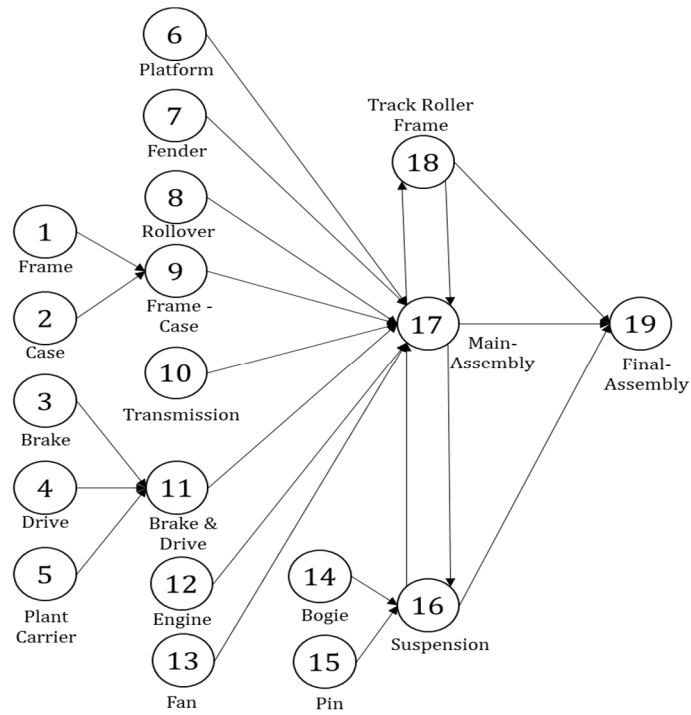 6
Platform
7
Fender
8
Rollover
1
Frame
9
Frame -
Case
2
Case
10
Transmission
3
Brake
4
Drive
11
Brake &
Drive
5
Plant
Carrier
12
Engine
13
Fan
14
Bogie
15
Pin
16
Suspension
Track Roller
Frame
18
17
Main-
Assembly
19
Final-
Assembly